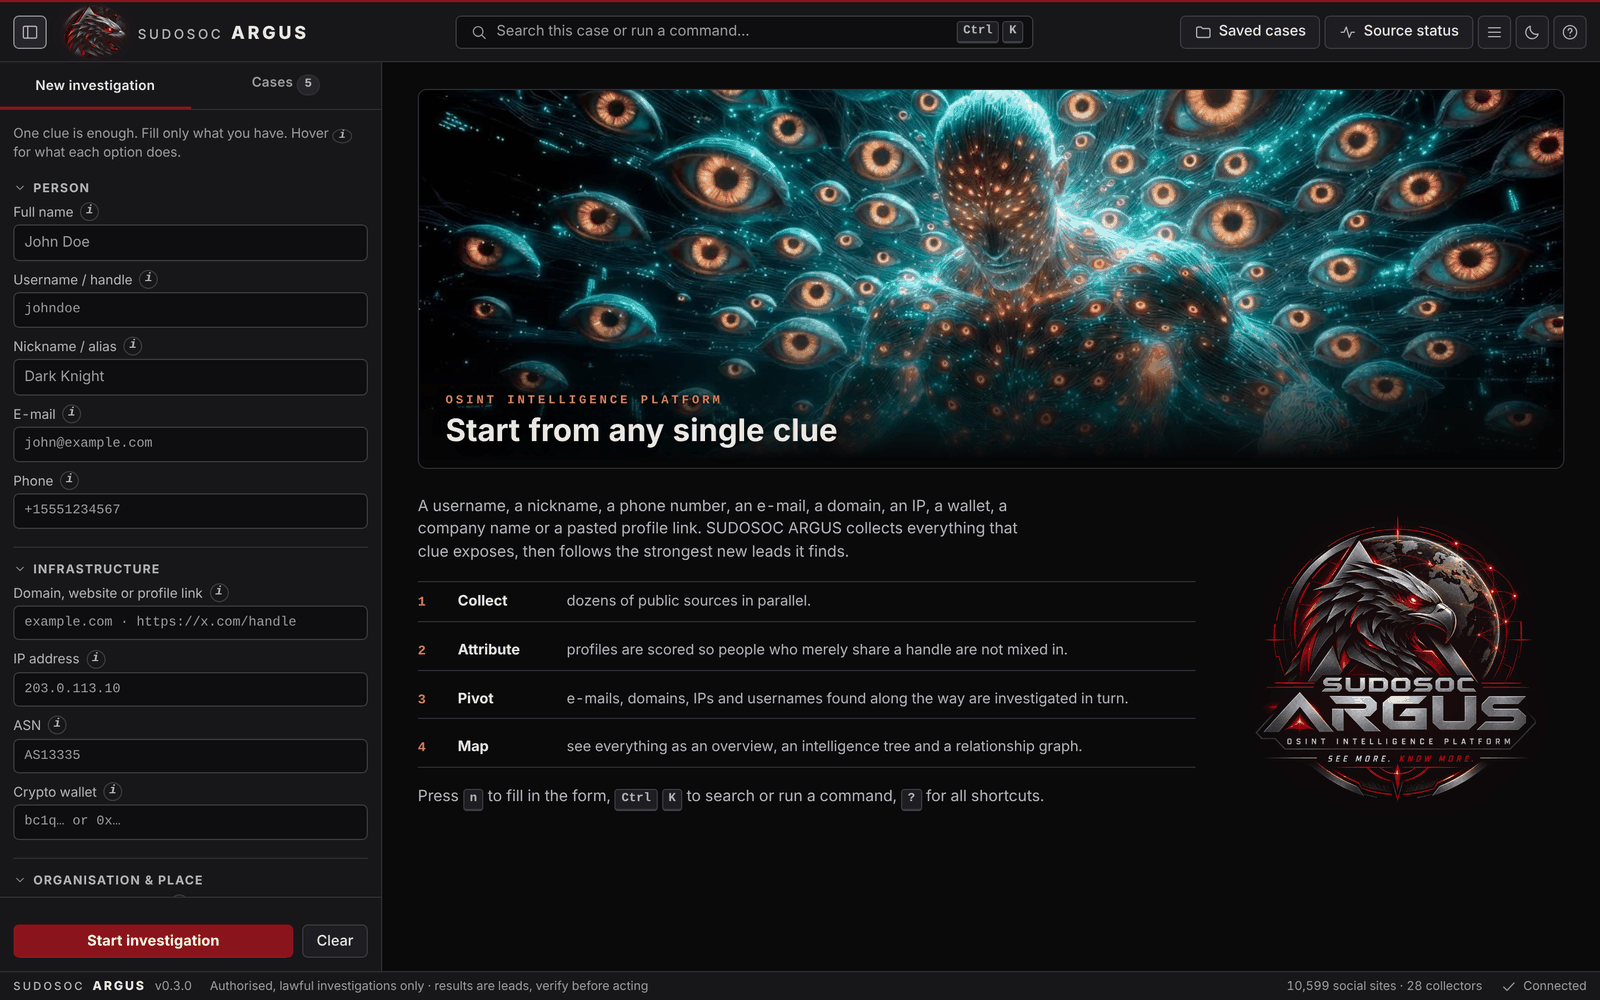 SUDOSOC ARGUS
Search this case or run a command...
Ctrl K
Saved cases
Source status
New investigation
Cases 5
One clue is enough. Fill only what you have. Hover i
for what each option does.
PERSON
Full name i
John Doe
Username / handle i
johndoe
Nickname / alias i
Dark Knight
E-mail i
john@example.com
Phone i
+15551234567
INFRASTRUCTURE
Domain, website or profile link i
example.com · https://x.com/handle
IP address i
203.0.113.10
ASN i
AS13335
Crypto wallet i
bc1q… or 0x…
ORGANISATION & PLACE
Start investigation
Clear
OSINT INTELLIGENCE PLATFORM
Start from any single clue
A username, a nickname, a phone number, an e-mail, a domain, an IP, a wallet, a
company name or a pasted profile link. SUDOSOC ARGUS collects everything that
clue exposes, then follows the strongest new leads it finds.
1 Collect dozens of public sources in parallel.
2 Attribute profiles are scored so people who merely share a handle are not mixed in.
3 Pivot e-mails, domains, IPs and usernames found along the way are investigated in turn.
4 Map see everything as an overview, an intelligence tree and a relationship graph.
Press n to fill in the form, Ctrl K to search or run a command, ? for all shortcuts.
SUDOSOC
ARGUS
OSINT INTELLIGENCE PLATFORM
SEE MORE. KNOW MORE.
SUDOSOC ARGUS v0.3.0 Authorised, lawful investigations only · results are leads, verify before acting
10,599 social sites · 28 collectors
Connected